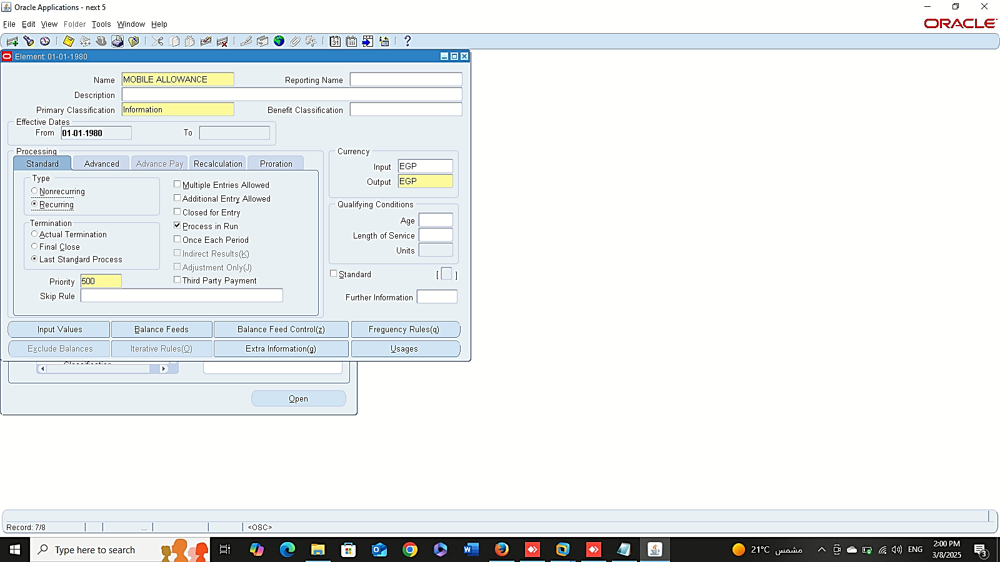 Oracle Applications - next 5
File Edit View Folder Tools Window Help
ORACLE
Element: 01-01-1980
Name MOBILE ALLOWANCE Reporting Name
Description
Primary Classification Information Benefit Classification
Effective Dates
From 01-01-1980 To
Processing Currency
Standard Advanced Advance Pay Recalculation Proration
Input EGP
Output EGP
Type
Nonrecurring
Recurring
Multiple Entries Allowed
Additional Entry Allowed
Closed for Entry
Process in Run
Once Each Period
Indirect Results(K)
Adjustment Only(J)
Third Party Payment
Termination
Actual Termination
Final Close
Last Standard Process
Priority 500
Skip Rule
Qualifying Conditions
Age
Length of Service
Units
Standard [ ]
Further Information
Input Values Balance Feeds Balance Feed Control(z) Frequency Rules(q)
Exclude Balances Iterative Rules(O) Extra Information(g) Usages
Classification
Open
Record: 7/8 ... <OSC>
Type here to search
21°C مشمس ENG 2:00 PM
3/8/2025
3